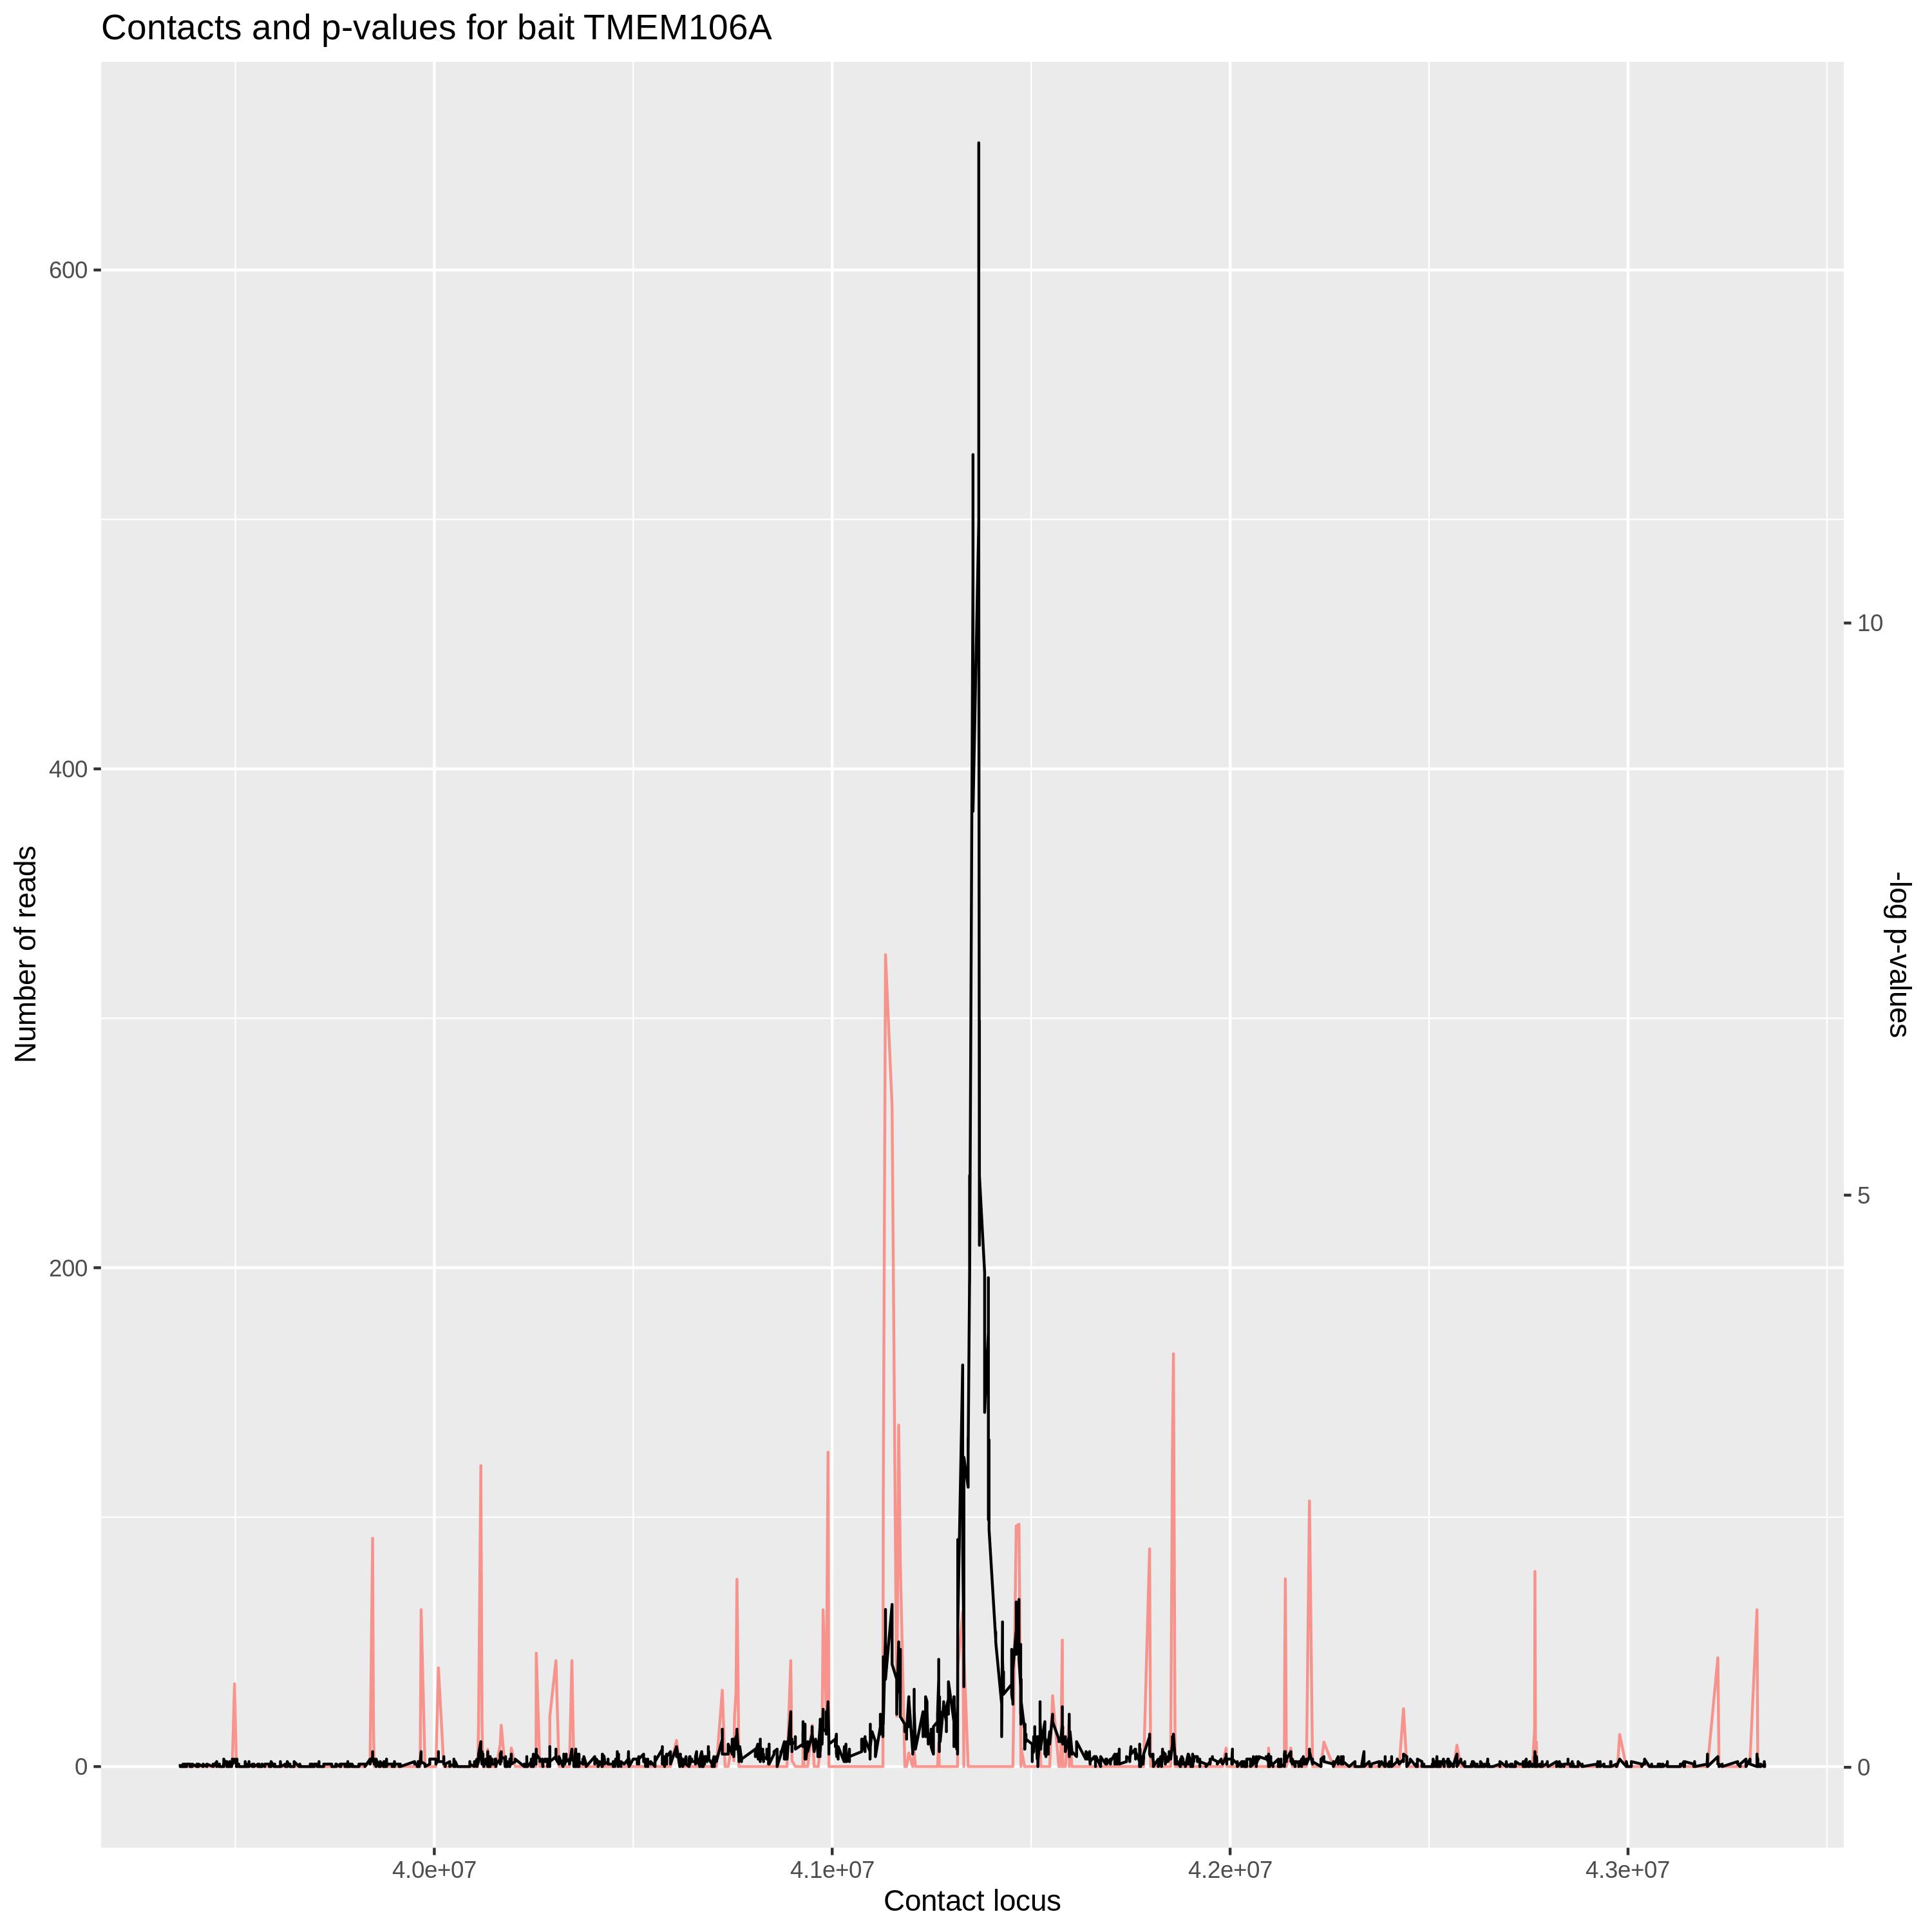 Contacts and p-values for bait TMEM106A
600
400
200
0
Number of reads
10
5
0
-log p-values
4.0e+07
4.1e+07
4.2e+07
4.3e+07
Contact locus